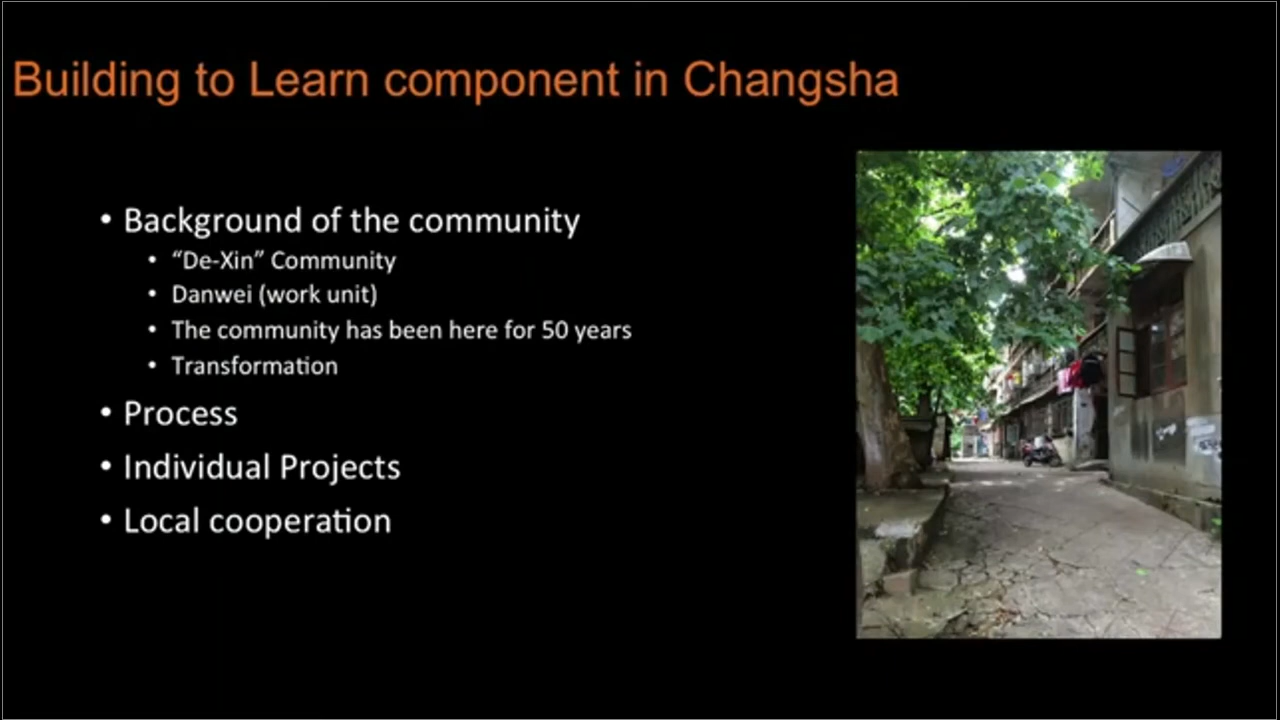 Building to Learn component in Changsha
• Background of the community
• “De-Xin” Community
• Danwei (work unit)
• The community has been here for 50 years
• Transformation
• Process
• Individual Projects
• Local cooperation